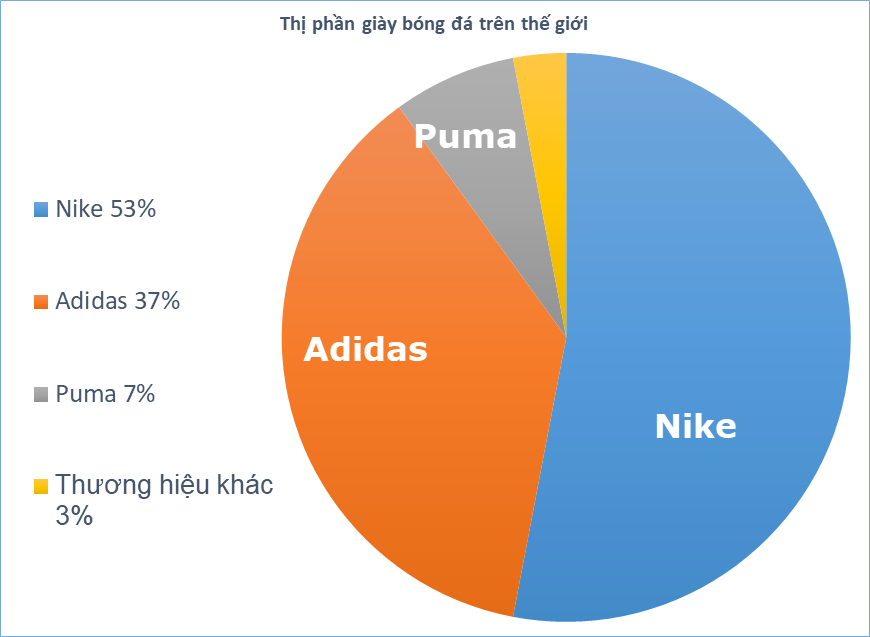 Thị phần giày bóng đá trên thế giới
Nike 53%
Adidas 37%
Puma 7%
Thương hiệu khác
3%
Puma
Adidas
Nike